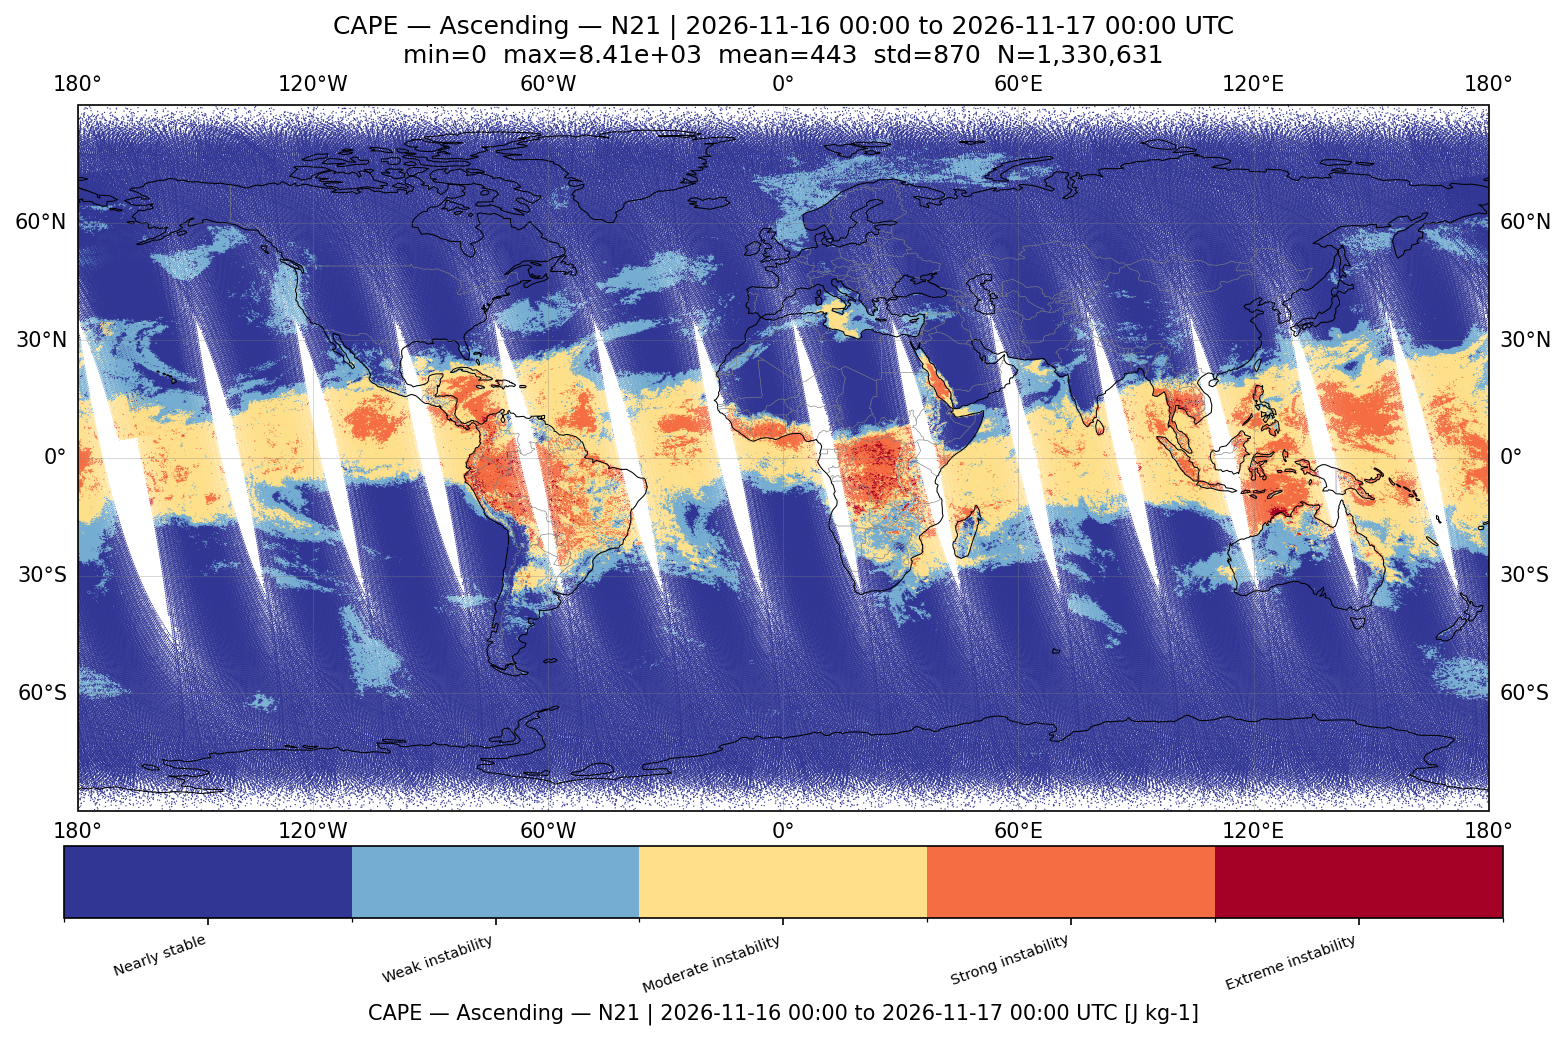 CAPE — Ascending — N21 | 2026-11-16 00:00 to 2026-11-17 00:00 UTC
min=0 max=8.41e+03 mean=443 std=870 N=1,330,631
180° 120°W 60°W 0° 60°E 120°E 180°
60°N 60°N
30°N 30°N
0° 0°
30°S 30°S
60°S 60°S
180° 120°W 60°W 0° 60°E 120°E 180°
Nearly stable Weak instability Moderate instability Strong instability Extreme instability
CAPE — Ascending — N21 | 2026-11-16 00:00 to 2026-11-17 00:00 UTC [J kg-1]